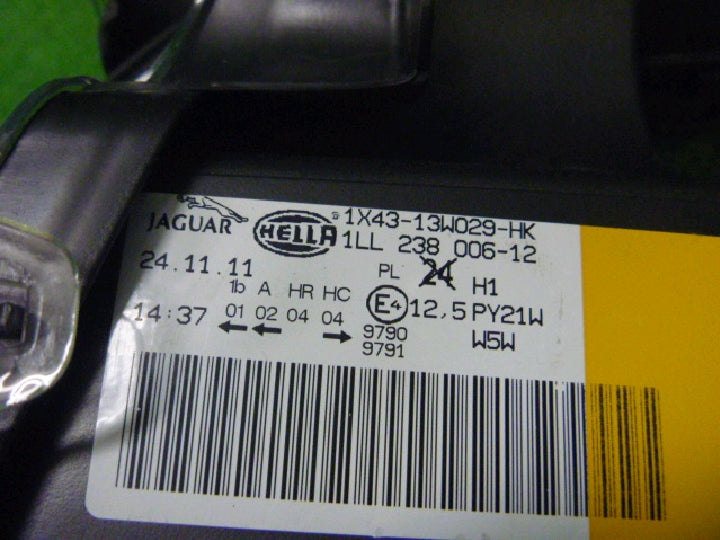 JAGUAR HELLA ® 1X43-13W029-HK
1LL 238 006-12
24.11.11 PL 24 H1
1b A HR HC E4 12,5 PY21W
14:37 01 02 04 04 9790 W5W
9791